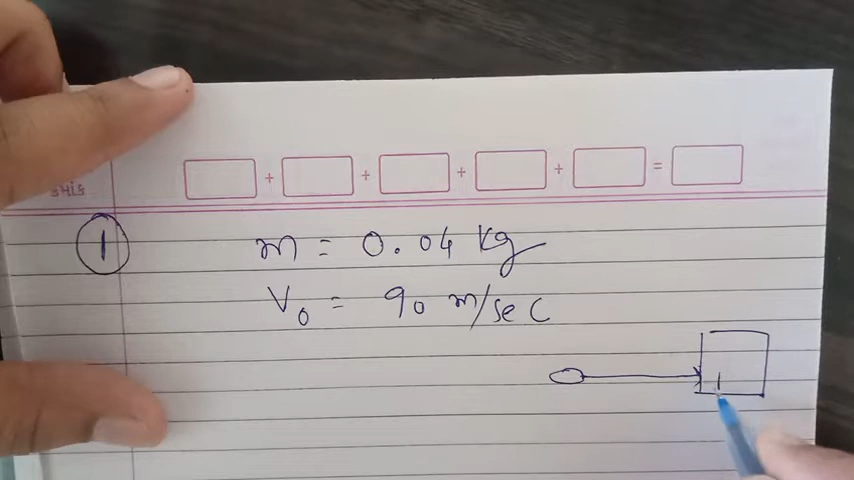 + + + + =
1 m = 0.04 kg
V₀ = 90 m/sec